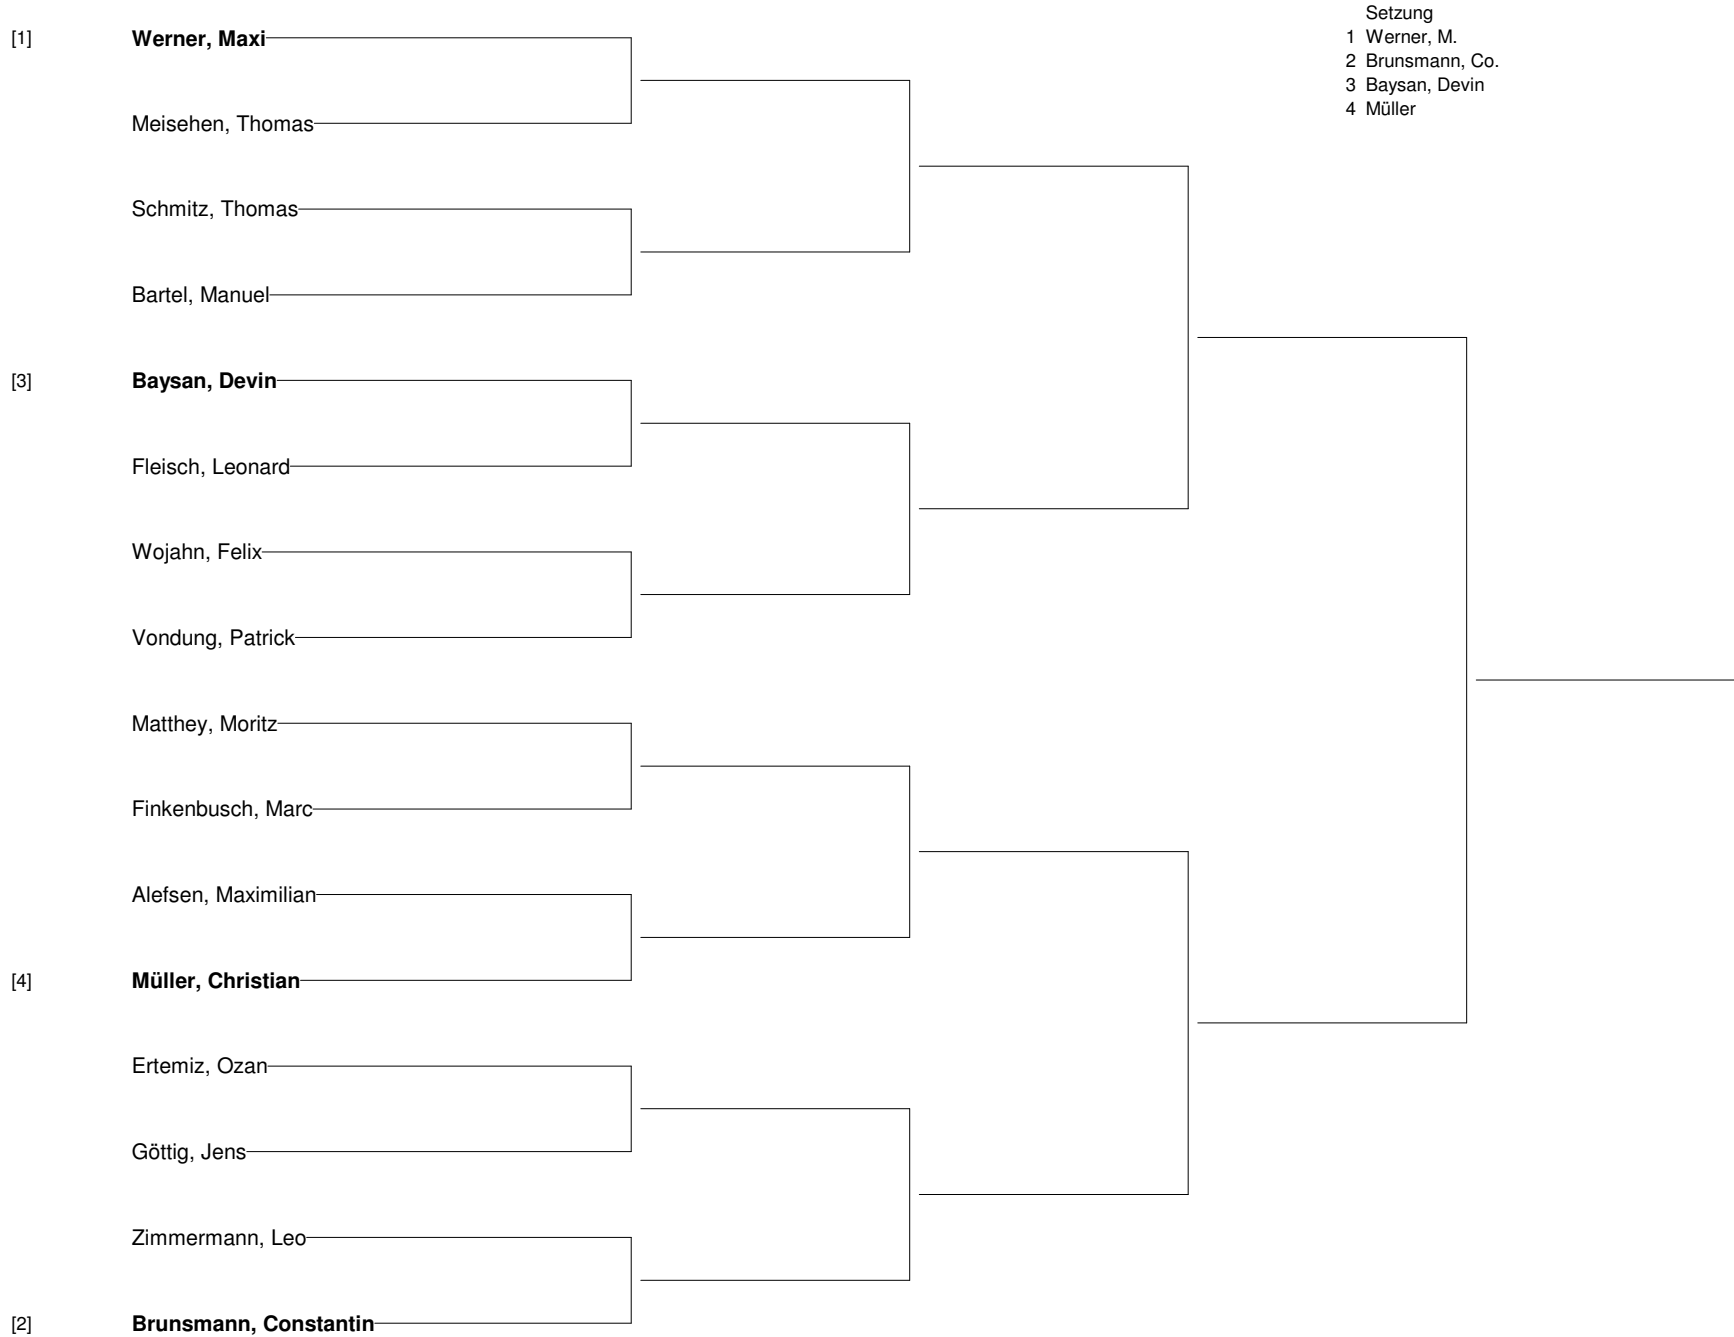 Setzung
[1] Werner, Maxi
1 Werner, M.
2 Brunsmann, Co.
3 Baysan, Devin
4 Müller
Meisehen, Thomas
Schmitz, Thomas
Bartel, Manuel
[3] Baysan, Devin
Fleisch, Leonard
Wojahn, Felix
Vondung, Patrick
Matthey, Moritz
Finkenbusch, Marc
Alefsen, Maximilian
[4] Müller, Christian
Ertemiz, Ozan
Göttig, Jens
Zimmermann, Leo
[2] Brunsmann, Constantin